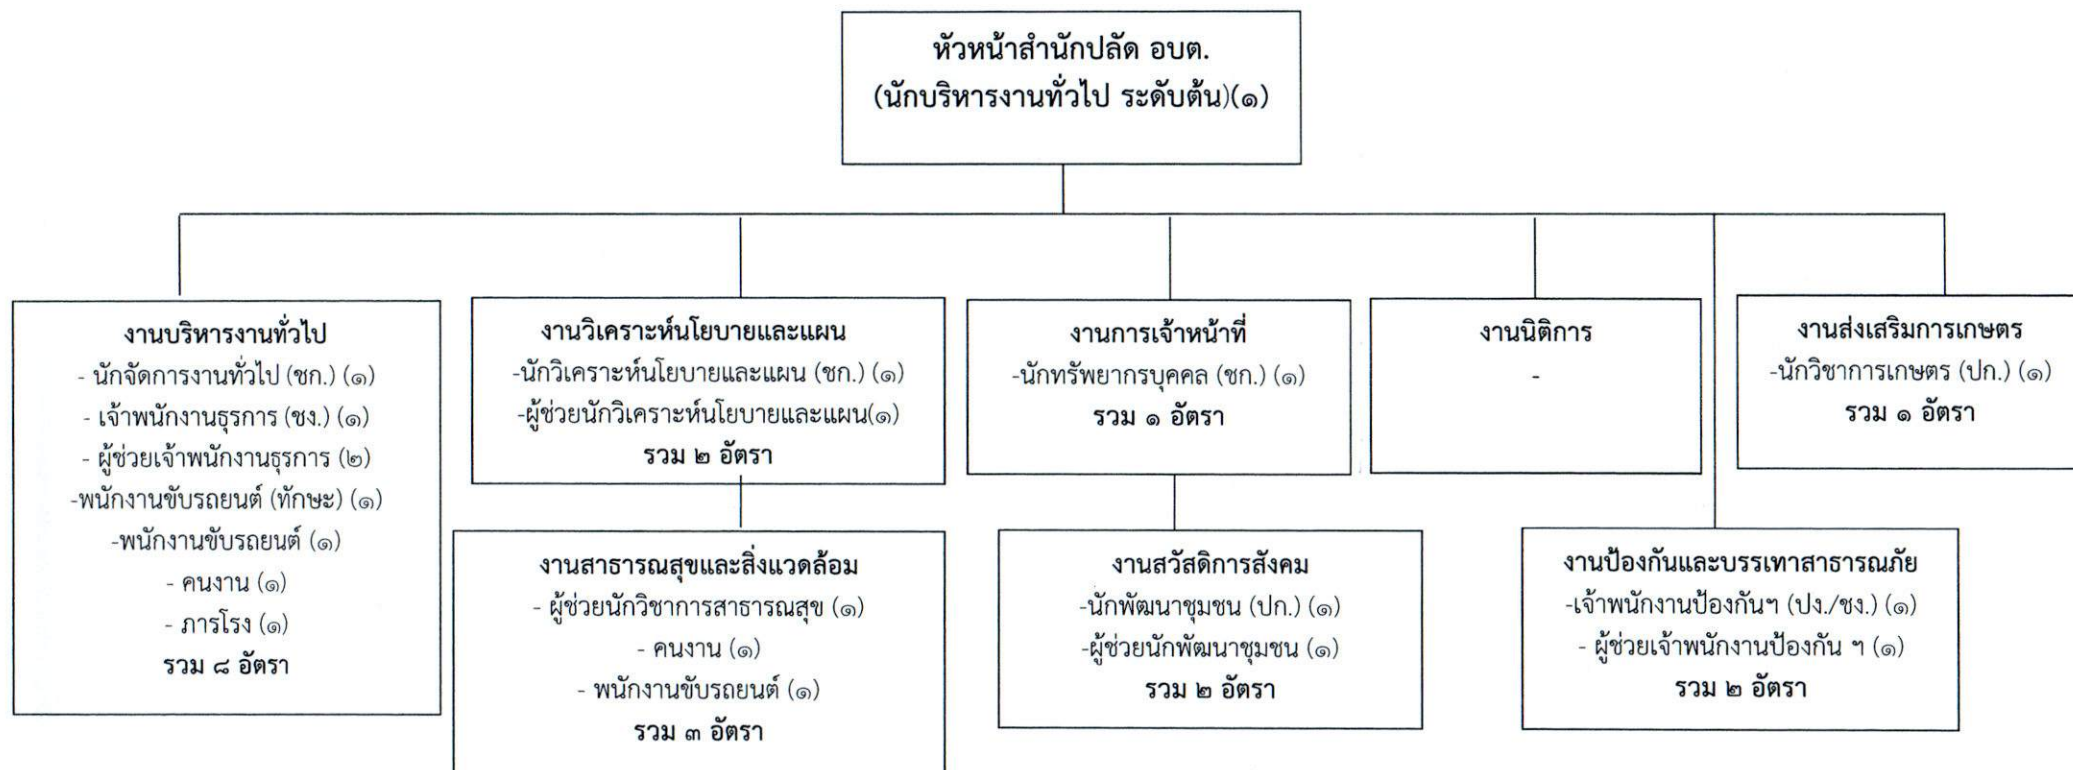 หัวหน้าสำนักปลัด อบต.
(นักบริหารงานทั่วไป ระดับต้น)(๑)
งานบริหารงานทั่วไป
- นักจัดการงานทั่วไป (ชก.) (๑)
- เจ้าพนักงานธุรการ (ชง.) (๑)
- ผู้ช่วยเจ้าพนักงานธุรการ (๒)
-พนักงานขับรถยนต์ (ทักษะ) (๑)
-พนักงานขับรถยนต์ (๑)
- คนงาน (๑)
- ภารโรง (๑)
รวม ๘ อัตรา
งานวิเคราะห์นโยบายและแผน
-นักวิเคราะห์นโยบายและแผน (ชก.) (๑)
-ผู้ช่วยนักวิเคราะห์นโยบายและแผน(๑)
รวม ๒ อัตรา
งานการเจ้าหน้าที่
-นักทรัพยากรบุคคล (ชก.) (๑)
รวม ๑ อัตรา
งานนิติการ
-
งานส่งเสริมการเกษตร
-นักวิชาการเกษตร (ปก.) (๑)
รวม ๑ อัตรา
งานสาธารณสุขและสิ่งแวดล้อม
- ผู้ช่วยนักวิชาการสาธารณสุข (๑)
- คนงาน (๑)
- พนักงานขับรถยนต์ (๑)
รวม ๓ อัตรา
งานสวัสดิการสังคม
-นักพัฒนาชุมชน (ปก.) (๑)
-ผู้ช่วยนักพัฒนาชุมชน (๑)
รวม ๒ อัตรา
งานป้องกันและบรรเทาสาธารณภัย
-เจ้าพนักงานป้องกันฯ (ปง./ชง.) (๑)
- ผู้ช่วยเจ้าพนักงานป้องกัน ฯ (๑)
รวม ๒ อัตรา